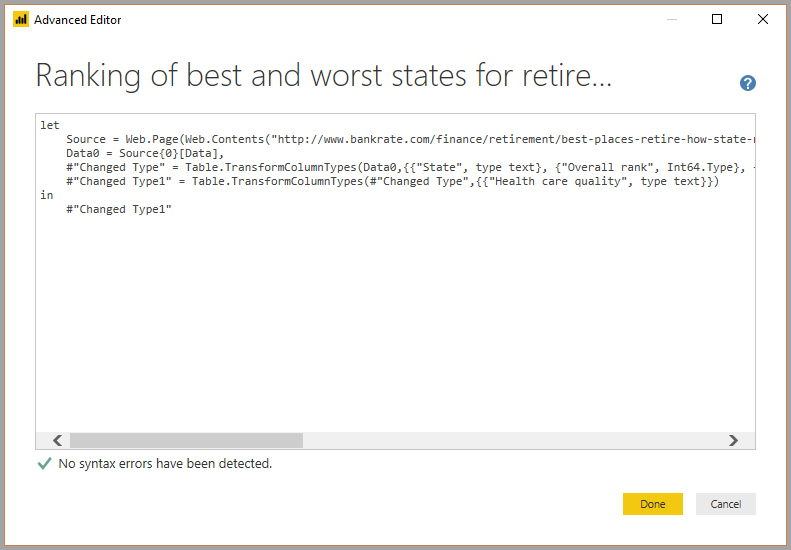 Advanced Editor
Ranking of best and worst states for retire...
?
let
Source = Web.Page(Web.Contents("http://www.bankrate.com/finance/retirement/best-places-retire-how-state-
Data0 = Source{0}[Data],
#"Changed Type" = Table.TransformColumnTypes(Data0,{{"State", type text}, {"Overall rank", Int64.Type},
#"Changed Type1" = Table.TransformColumnTypes(#"Changed Type",{{"Health care quality", type text}})
in
#"Changed Type1"
No syntax errors have been detected.
Done
Cancel